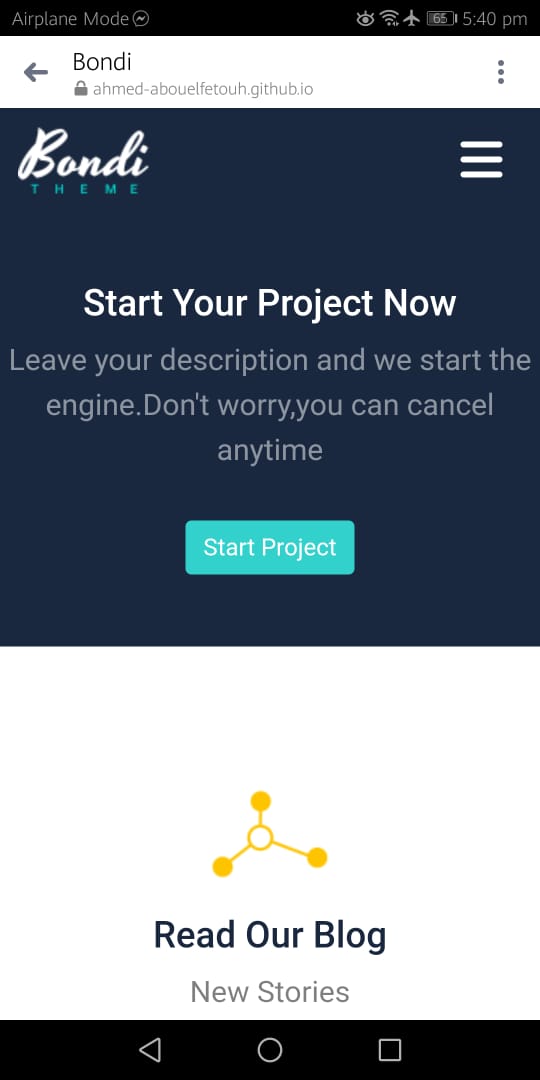 Airplane Mode
65 5:40 pm
Bondi
ahmed-abouelfetouh.github.io
Bondi
THEME
Start Your Project Now
Leave your description and we start the
engine.Don't worry,you can cancel
anytime
Start Project
Read Our Blog
New Stories